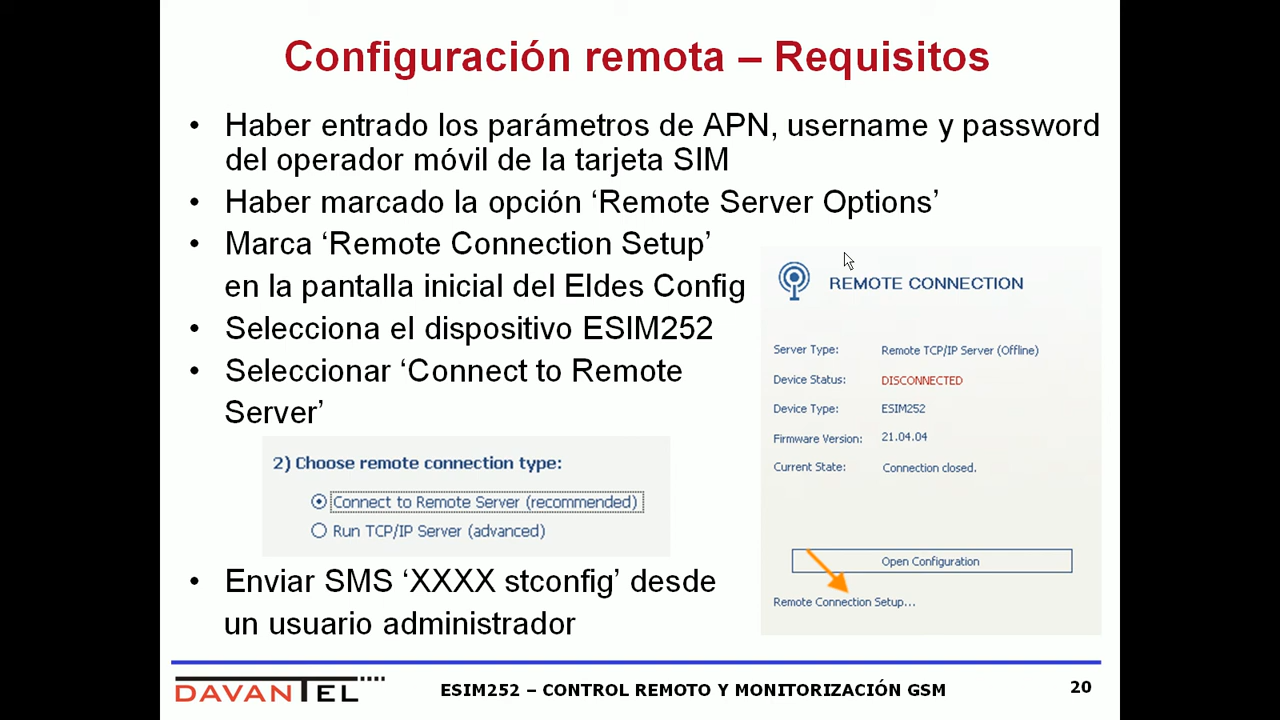 Configuración remota – Requisitos
• Haber entrado los parámetros de APN, username y password
del operador móvil de la tarjeta SIM
• Haber marcado la opción ‘Remote Server Options’
• Marca ‘Remote Connection Setup’
en la pantalla inicial del Eldes Config
• Selecciona el dispositivo ESIM252
• Seleccionar ‘Connect to Remote
Server’
2) Choose remote connection type:
Connect to Remote Server (recommended)
Run TCP/IP Server (advanced)
• Enviar SMS ‘XXXX stconfig’ desde
un usuario administrador
REMOTE CONNECTION
Server Type: Remote TCP/IP Server (Offline)
Device Status: DISCONNECTED
Device Type: ESIM252
Firmware Version: 21.04.04
Current State: Connection closed.
Open Configuration
Remote Connection Setup...
DAVANTEL
ESIM252 – CONTROL REMOTO Y MONITORIZACIÓN GSM
20